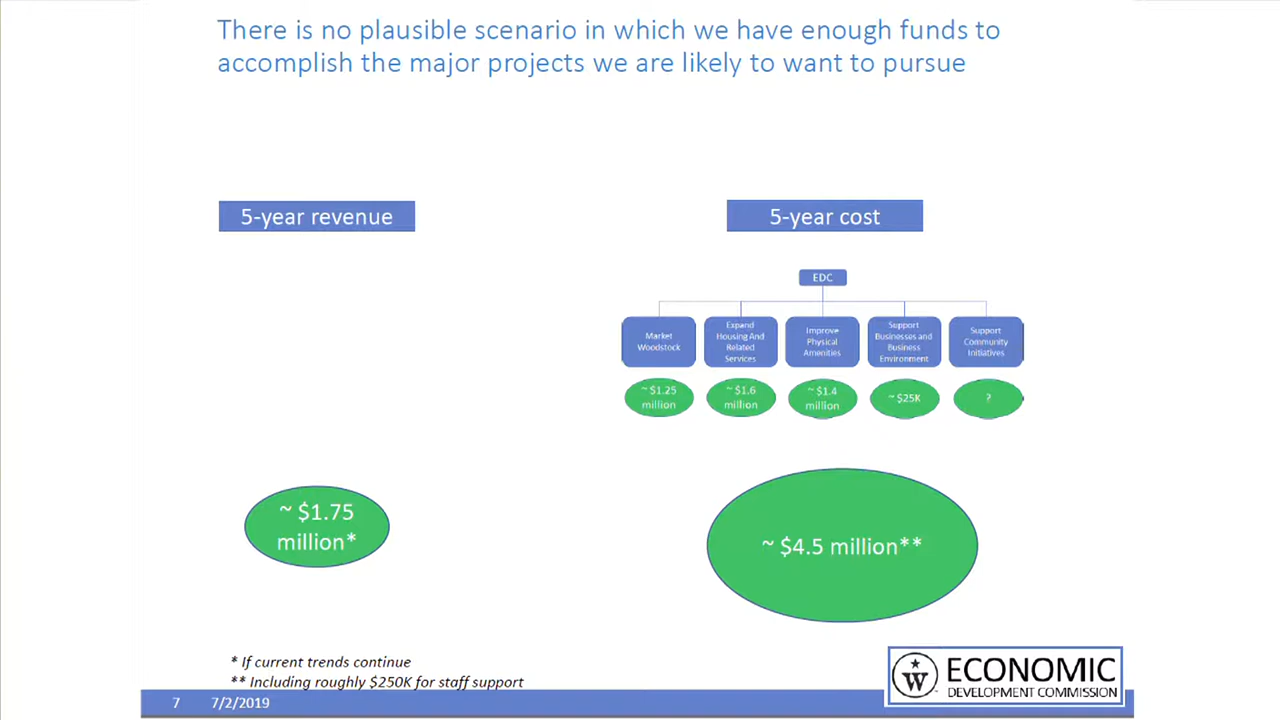 There is no plausible scenario in which we have enough funds to
accomplish the major projects we are likely to want to pursue
5-year revenue
5-year cost
EDC
Market
Woodstock
Expand
Housing And
Related
Services
Improve
Physical
Amenities
Support
Businesses and
Business
Environment
Support
Community
Initiatives
~ $1.25
million
~ $1.6
million
~ $1.4
million
~ $25K
?
~ $1.75
million*
~ $4.5 million**
* If current trends continue
** Including roughly $250K for staff support
W
ECONOMIC
DEVELOPMENT COMMISSION
7 7/2/2019